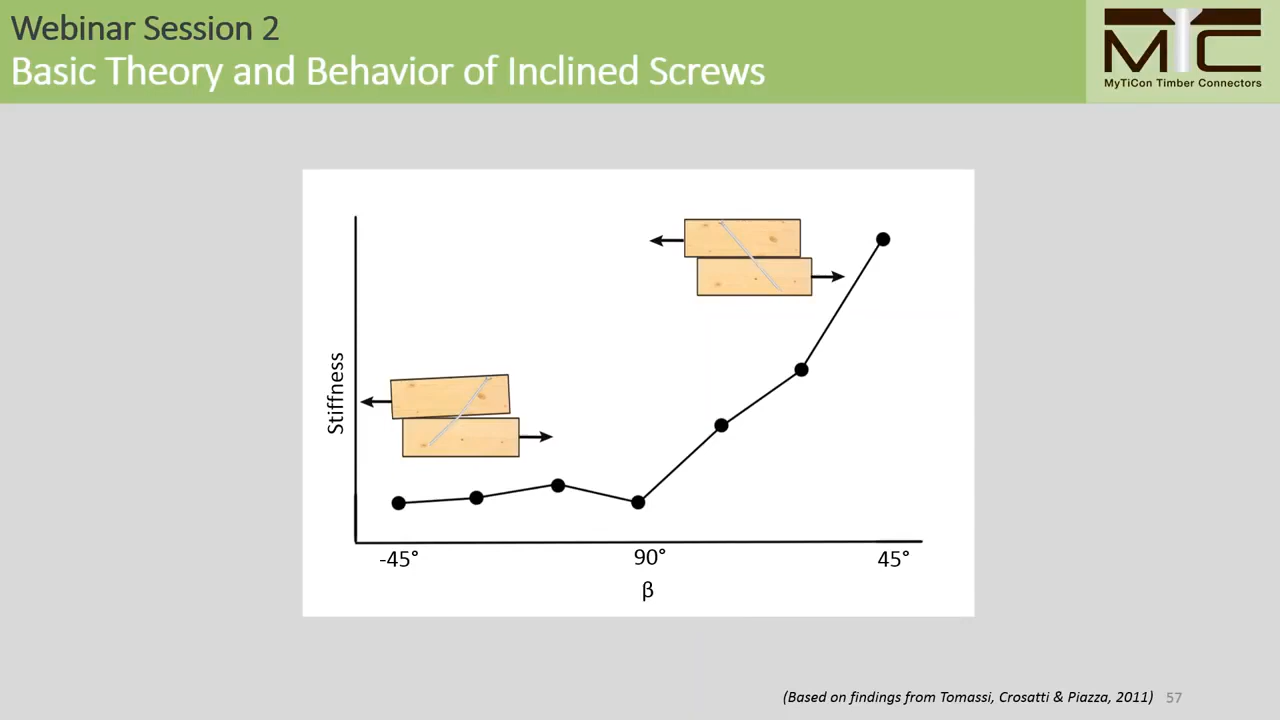 Webinar Session 2
Basic Theory and Behavior of Inclined Screws
MTC
MyTiCon Timber Connectors
Stiffness
-45°
90°
45°
β
(Based on findings from Tomassi, Crosatti & Piazza, 2011)
57